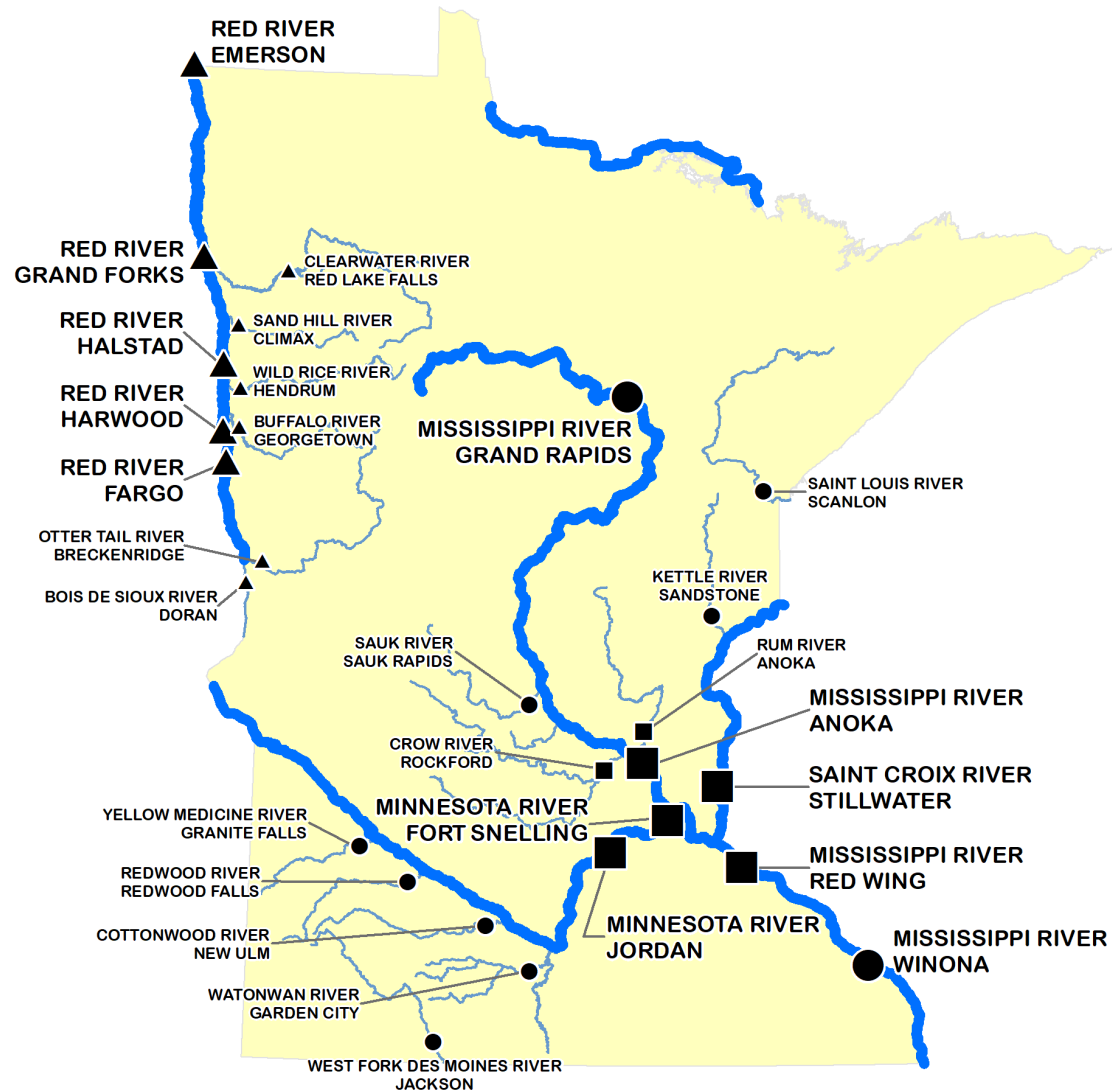 RED RIVER
EMERSON
RED RIVER
GRAND FORKS
CLEARWATER RIVER
RED LAKE FALLS
RED RIVER
HALSTAD
SAND HILL RIVER
CLIMAX
WILD RICE RIVER
HENDRUM
RED RIVER
HARWOOD
BUFFALO RIVER
GEORGETOWN
MISSISSIPPI RIVER
GRAND RAPIDS
RED RIVER
FARGO
SAINT LOUIS RIVER
SCANLON
OTTER TAIL RIVER
BRECKENRIDGE
BOIS DE SIOUX RIVER
DORAN
KETTLE RIVER
SANDSTONE
SAUK RIVER
SAUK RAPIDS
RUM RIVER
ANOKA
MISSISSIPPI RIVER
ANOKA
CROW RIVER
ROCKFORD
SAINT CROIX RIVER
STILLWATER
MINNESOTA RIVER
FORT SNELLING
YELLOW MEDICINE RIVER
GRANITE FALLS
MISSISSIPPI RIVER
RED WING
REDWOOD RIVER
REDWOOD FALLS
MINNESOTA RIVER
JORDAN
COTTONWOOD RIVER
NEW ULM
MISSISSIPPI RIVER
WINONA
WATONWAN RIVER
GARDEN CITY
WEST FORK DES MOINES RIVER
JACKSON